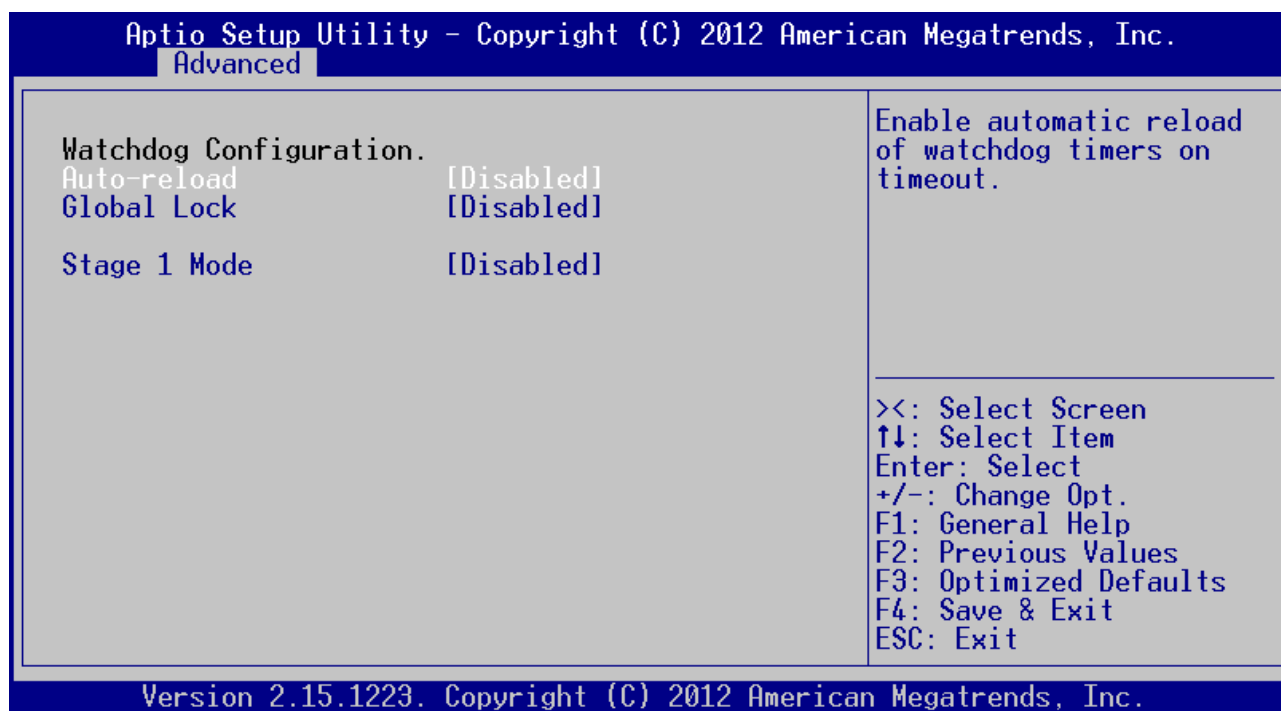 Aptio Setup Utility - Copyright (C) 2012 American Megatrends, Inc.
Advanced
Watchdog Configuration.
Auto-reload [Disabled]
Global Lock [Disabled]
Stage 1 Mode [Disabled]
Enable automatic reload
of watchdog timers on
timeout.
><: Select Screen
↑↓: Select Item
Enter: Select
+/-: Change Opt.
F1: General Help
F2: Previous Values
F3: Optimized Defaults
F4: Save & Exit
ESC: Exit
Version 2.15.1223. Copyright (C) 2012 American Megatrends, Inc.